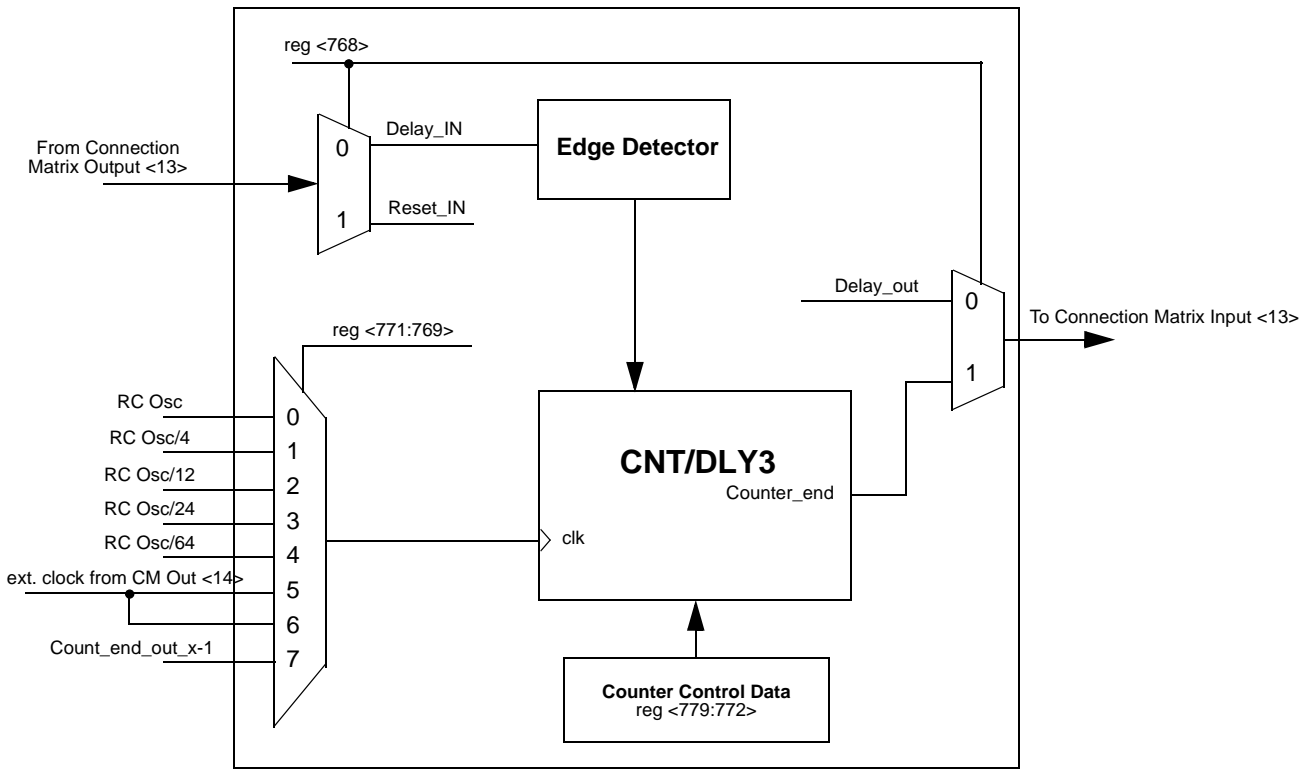 reg <768>
From Connection
Matrix Output <13>
0
1
Delay_IN
Reset_IN
Edge Detector
Delay_out
0
1
To Connection Matrix Input <13>
reg <771:769>
RC Osc
RC Osc/4
RC Osc/12
RC Osc/24
RC Osc/64
ext. clock from CM Out <14>
Count_end_out_x-1
0
1
2
3
4
5
6
7
CNT/DLY3
Counter_end
clk
Counter Control Data
reg <779:772>